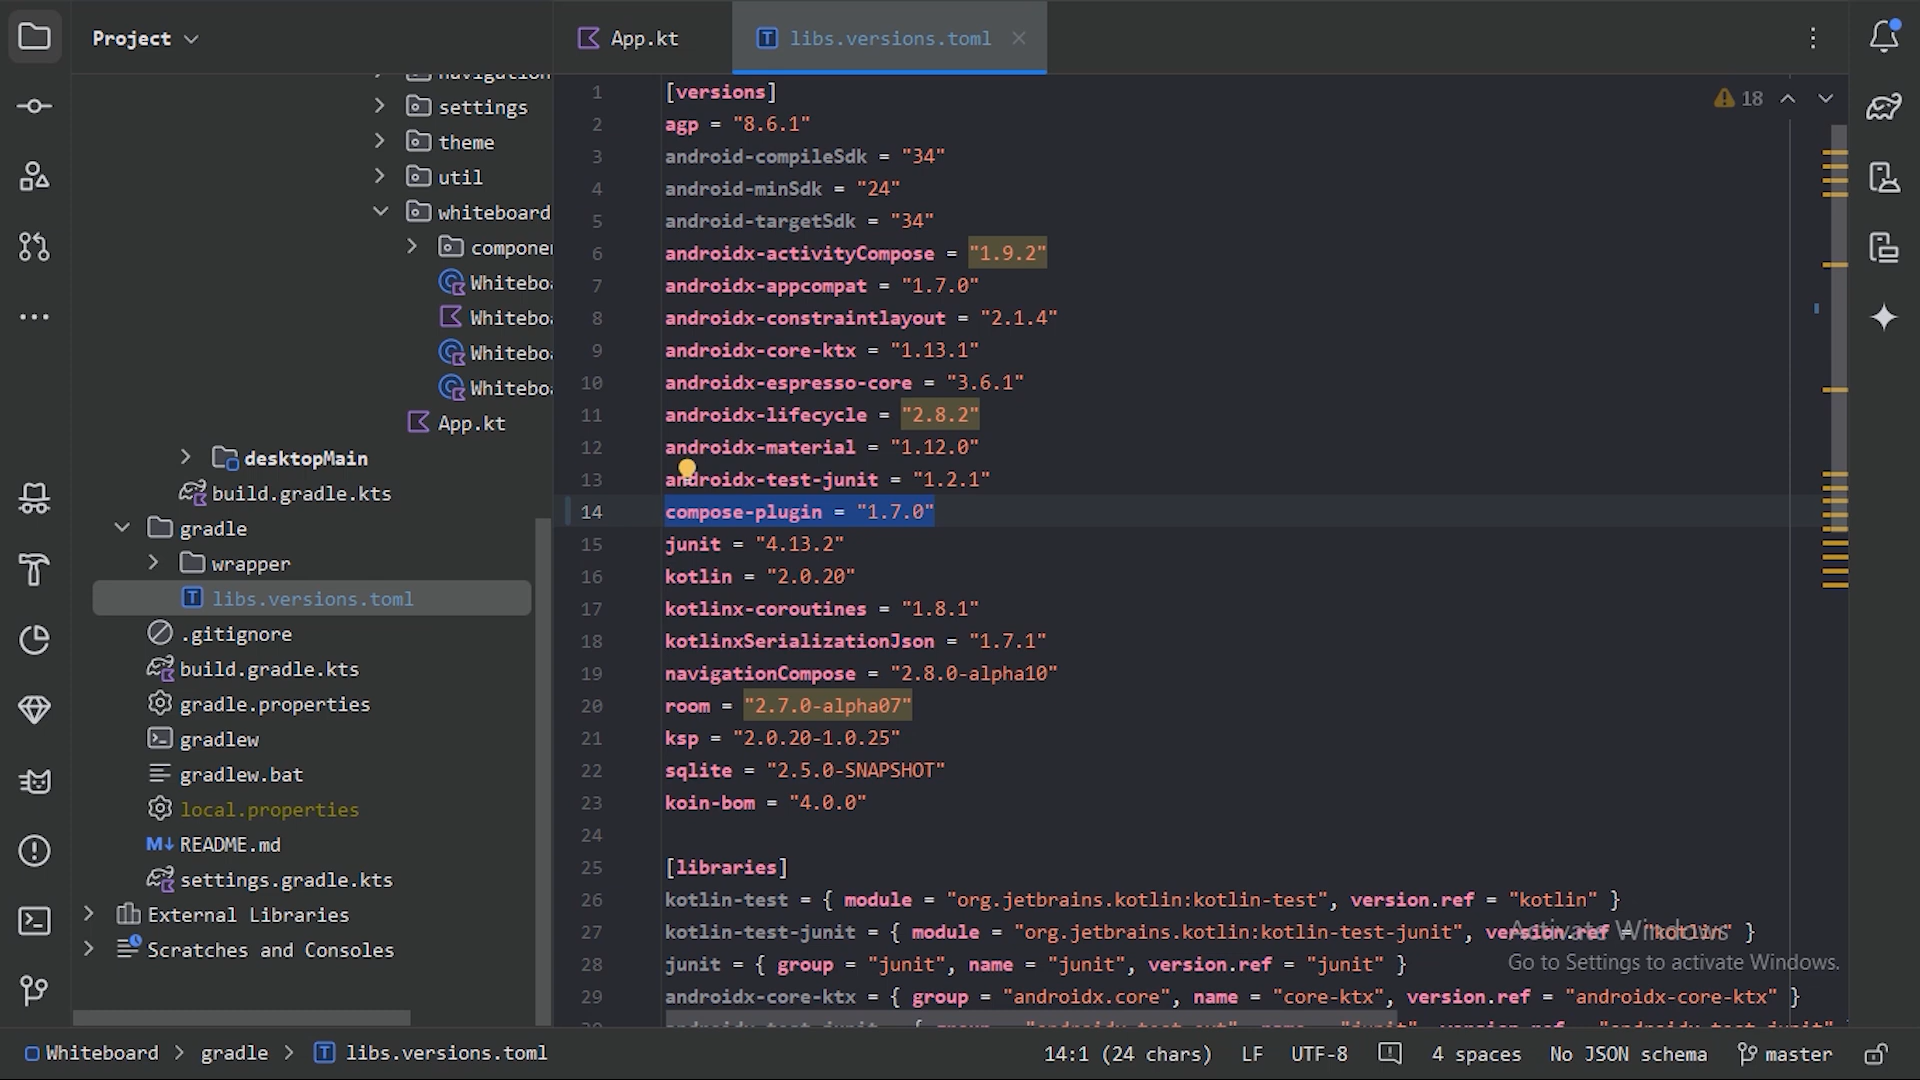 Project
navigation
settings
theme
util
whiteboard
Whitebo
Whitebo
Whitebo
Whitebo
App.kt
desktopMain
build.gradle.kts
gradle
wrapper
libs.versions.toml
.gitignore
build.gradle.kts
gradle.properties
gradlew
gradlew.bat
local.properties
M↓ README.md
settings.gradle.kts
External Libraries
Scratches and Consoles
App.kt
libs.versions.toml
18
1 [versions]
2 agp = "8.6.1"
3 android-compileSdk = "34"
4 android-minSdk = "24"
5 android-targetSdk = "34"
6 androidx-activityCompose = "1.9.2"
7 androidx-appcompat = "1.7.0"
8 androidx-constraintlayout = "2.1.4"
9 androidx-core-ktx = "1.13.1"
10 androidx-espresso-core = "3.6.1"
11 androidx-lifecycle = "2.8.2"
12 androidx-material = "1.12.0"
13 androidx-test-junit = "1.2.1"
14 compose-plugin = "1.7.0"
15 junit = "4.13.2"
16 kotlin = "2.0.20"
17 kotlinx-coroutines = "1.8.1"
18 kotlinxSerializationJson = "1.7.1"
19 navigationCompose = "2.8.0-alpha10"
20 room = "2.7.0-alpha07"
21 ksp = "2.0.20-1.0.25"
22 sqlite = "2.5.0-SNAPSHOT"
23 koin-bom = "4.0.0"
24
25 [libraries]
26 kotlin-test = { module = "org.jetbrains.kotlin:kotlin-test", version.ref = "kotlin" }
27 kotlin-test-junit = { module = "org.jetbrains.kotlin:kotlin-test-junit", version.ref = "kotlin" }
28 junit = { group = "junit", name = "junit", version.ref = "junit" }
29 androidx-core-ktx = { group = "androidx.core", name = "core-ktx", version.ref = "androidx-core-ktx" }
Activate Windows
Go to Settings to activate Windows.
Whiteboard > gradle > libs.versions.toml
14:1 (24 chars) LF UTF-8 4 spaces No JSON schema master